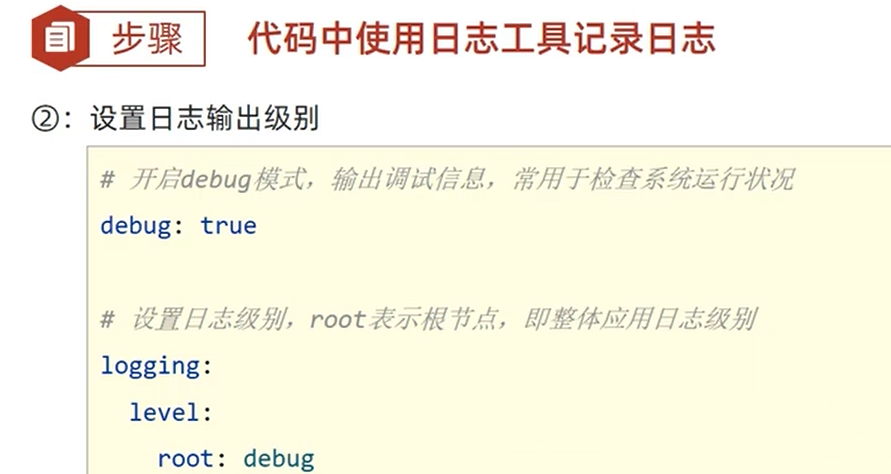 步骤 代码中使用日志工具记录日志
②：设置日志输出级别
# 开启debug模式，输出调试信息，常用于检查系统运行状况
debug: true
# 设置日志级别，root表示根节点，即整体应用日志级别
logging:
  level:
    root: debug